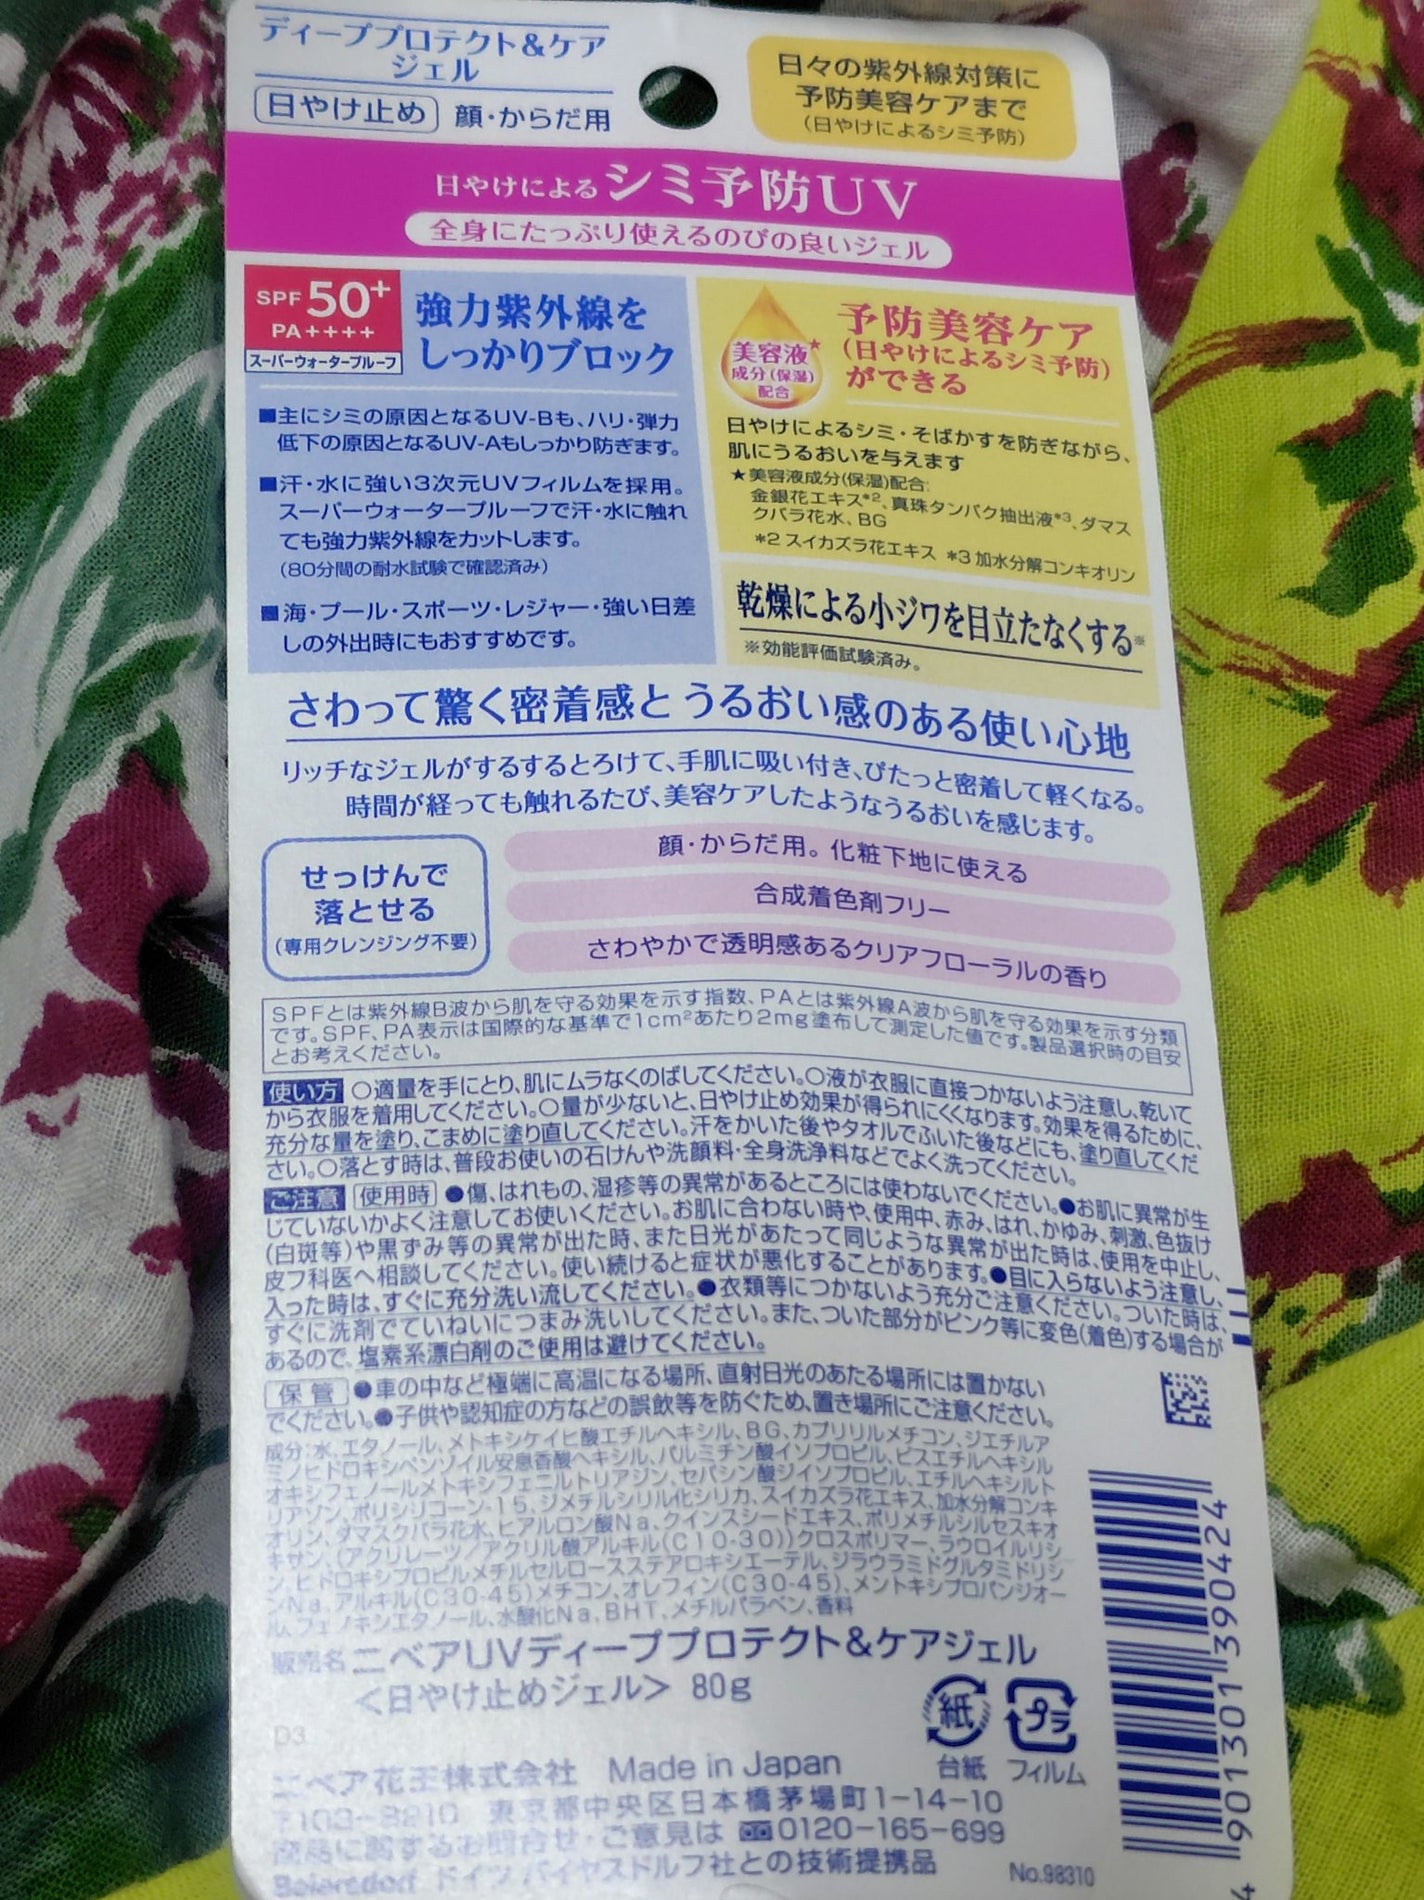 ディーププロテクト&ケア
ジェル
日やけ止め 顔・からだ用
日々の紫外線対策に
予防美容ケアまで
(日やけによるシミ予防)
日やけによるシミ予防UV
全身にたっぷり使えるのびの良いジェル
SPF 50+
PA++++
スーパーウォータープルーフ
強力紫外線を
しっかりブロック
■主にシミの原因となるUV-Bも、ハリ・弾力
低下の原因となるUV-Aもしっかり防ぎます。
■汗・水に強い3次元UVフィルムを採用。
スーパーウォータープルーフで汗・水に触れ
ても強力紫外線をカットします。
(80分間の耐水試験で確認済み)
■海・プール・スポーツ・レジャー・強い日差
しの外出時にもおすすめです。
美容液★
成分(保湿)
配合
予防美容ケア
(日やけによるシミ予防)
ができる
日やけによるシミ・そばかすを防ぎながら、
肌にうるおいを与えます
★美容液成分(保湿)配合:
金銀花エキス*2、真珠タンパク抽出液*3、ダマス
クバラ花水、BG
*2 スイカズラ花エキス *3 加水分解コンキオリン
乾燥による小ジワを目立たなくする※
※効能評価試験済み。
さわって驚く密着感とうるおい感のある使い心地
リッチなジェルがするするとろけて、手肌に吸い付き、ぴたっと密着して軽くなる。
時間が経っても触れるたび、美容ケアしたようなうるおいを感じます。
せっけんで
落とせる
(専用クレンジング不要)
顔・からだ用。化粧下地に使える
合成着色剤フリー
さわやかで透明感あるクリアフローラルの香り
SPFとは紫外線B波から肌を守る効果を示す指数、PAとは紫外線A波から肌を守る効果を示す分類
です。SPF、PA表示は国際的な基準で1cm²あたり2mg塗布して測定した値です。製品選択時の目安
とお考えください。
使い方 ○適量を手にとり、肌にムラなくのばしてください。○液が衣服に直接つかないよう注意し、乾いて
から衣服を着用してください。○量が少ないと、日やけ止め効果が得られにくくなります。効果を得るために、
充分な量を塗り、こまめに塗り直してください。汗をかいた後やタオルでふいた後などにも、塗り直してくだ
さい。○落とす時は、普段お使いの石けんや洗顔料・全身洗浄料などでよく洗ってください。
ご注意 使用時 ●傷、はれもの、湿疹等の異常があるところには使わないでください。●お肌に異常が生
じていないかよく注意してお使いください。お肌に合わない時や、使用中、赤み、はれ、かゆみ、刺激、色抜け
(白斑等)や黒ずみ等の異常が出た時、また日光があたって同じような異常が出た時は、使用を中止し、
皮フ科医へ相談してください。使い続けると症状が悪化することがあります。●目に入らないよう注意し、
入った時は、すぐに充分洗い流してください。●衣類等につかないよう充分ご注意ください。ついた時は、
すぐに洗剤でていねいにつまみ洗いしてください。また、ついた部分がピンク等に変色(着色)する場合が
あるので、塩素系漂白剤のご使用は避けてください。
保管 ●車の中など極端に高温になる場所、直射日光のあたる場所には置かない
でください。●子供や認知症の方などの誤飲等を防ぐため、置き場所にご注意ください。
成分:水、エタノール、メトキシケイヒ酸エチルヘキシル、BG、カプリリルメチコン、ジエチルア
ミノヒドロキシベンゾイル安息香酸ヘキシル、パルミチン酸イソプロピル、ビスエチルヘキシル
オキシフェノールメトキシフェニルトリアジン、セバシン酸ジイソプロピル、エチルヘキシルト
リアゾン、ポリシリコーン-15、ジメチルシリル化シリカ、スイカズラ花エキス、加水分解コンキ
オリン、ダマスクバラ花水、ヒアルロン酸Na、クインスシードエキス、ポリメチルシルセスキオ
キサン、(アクリレーツ/アクリル酸アルキル(C10-30))クロスポリマー、ラウロイルリシ
ン、ヒドロキシプロピルメチルセルロースステアロキシエーテル、ジラウラミドグルタミドリシ
ンNa、アルキル(C30-45)メチコン、オレフィン(C30-45)、メントキシプロパンジオー
ル、フェノキシエタノール、水酸化Na、BHT、メチルパラベン、香料
販売名 ニベアUVディーププロテクト&ケアジェル
<日やけ止めジェル> 80g
D3
紙
台紙
プラ
フィルム
ニベア花王株式会社 Made in Japan
〒103-8210 東京都中央区日本橋茅場町1-14-10
商品に関するお問合せ・ご意見は 0120-165-699
Beiersdorf ドイツ バイヤスドルフ社との技術提携品
No.98310
4 901301 390424